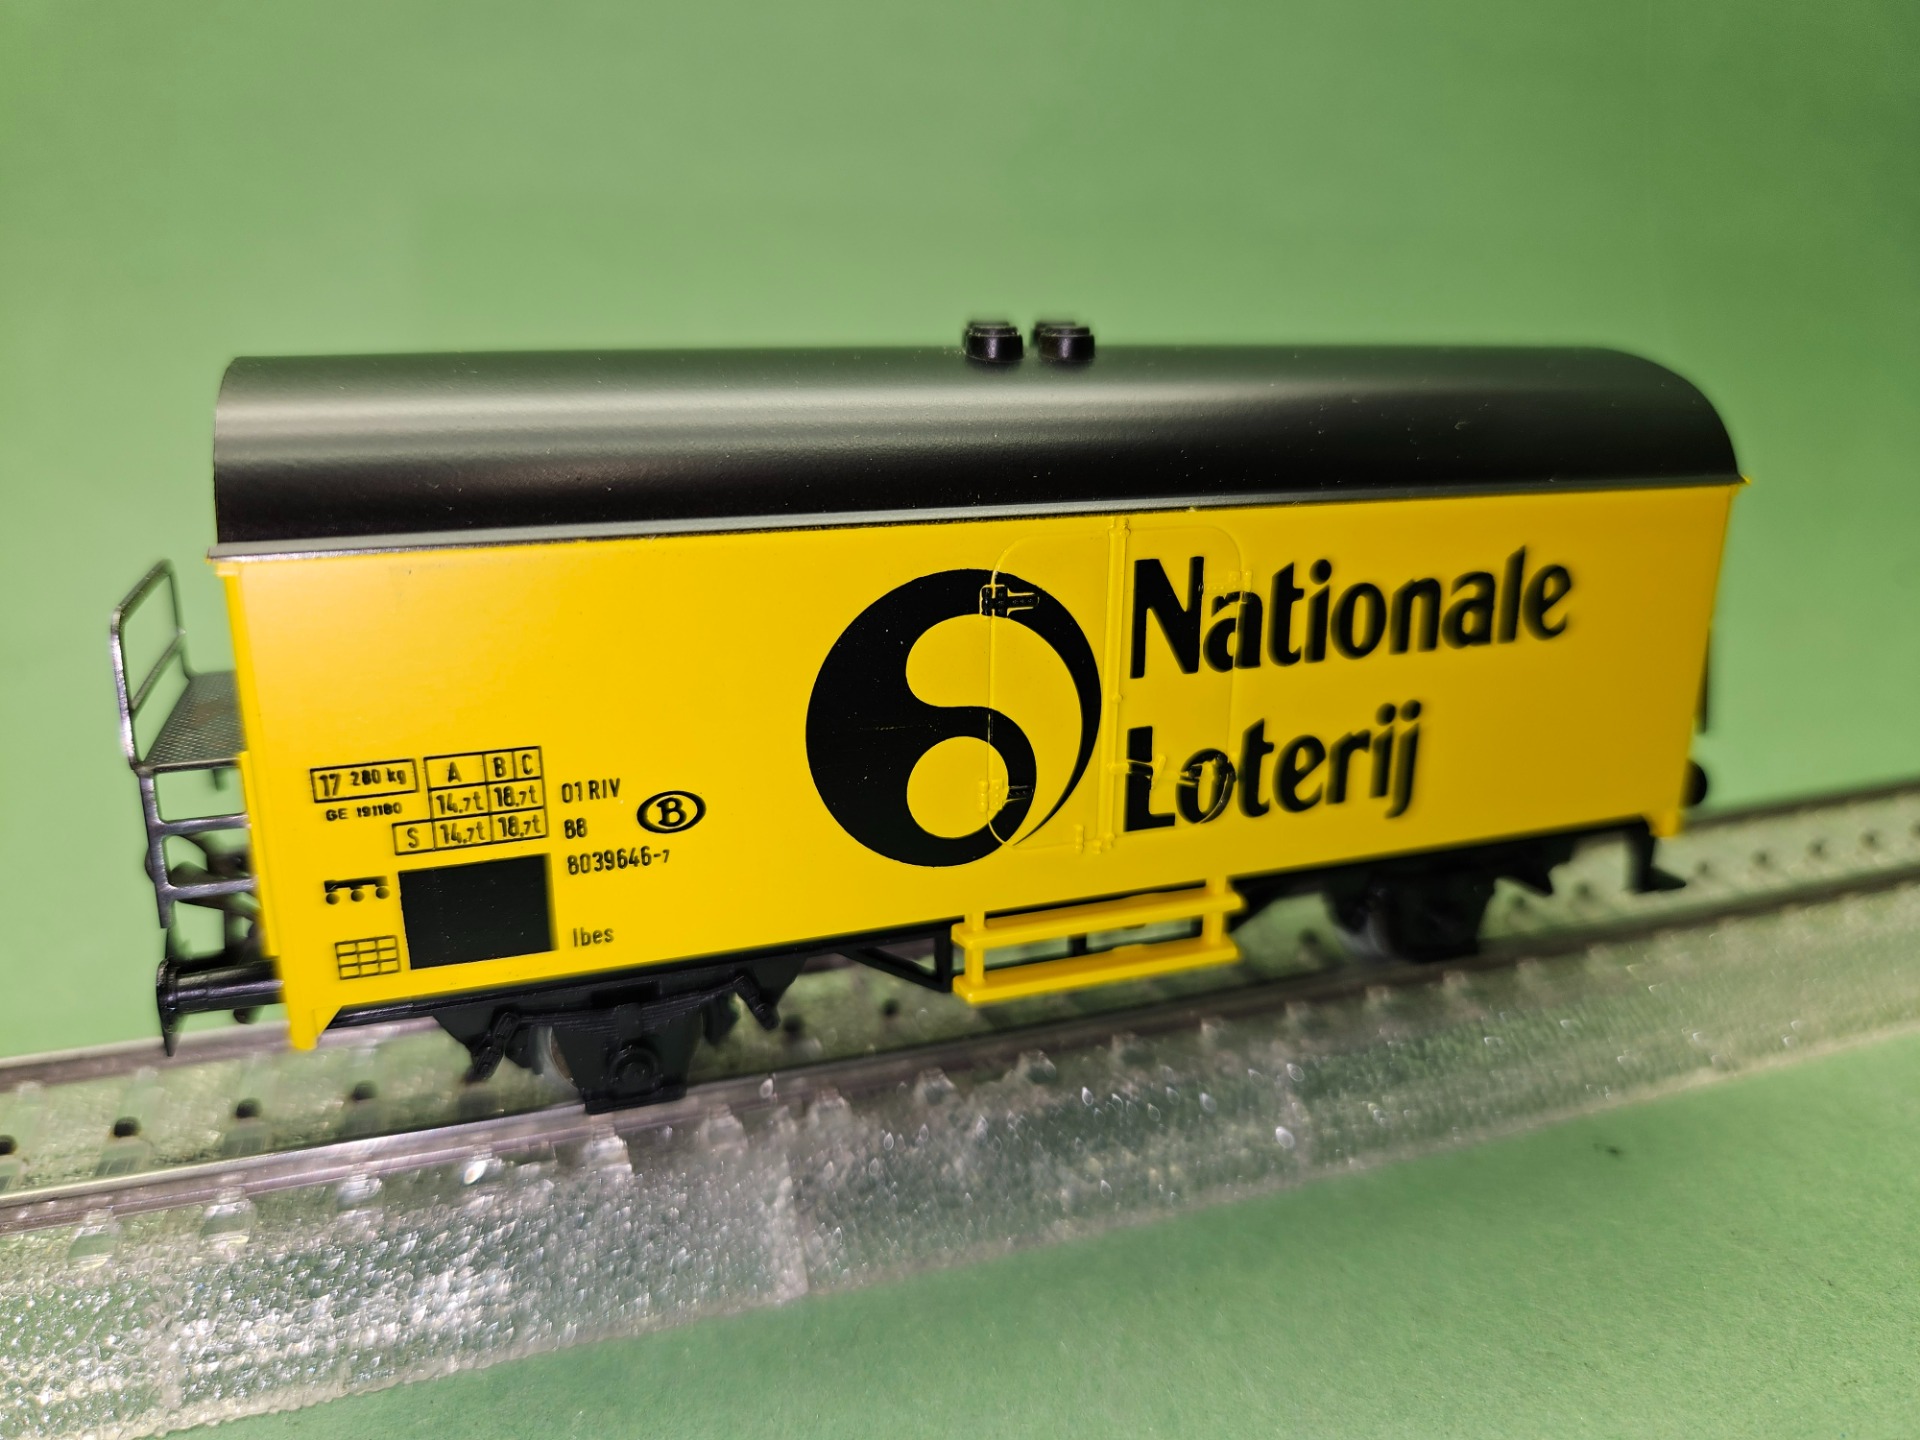 Nationale
Loterij
17 280 kg
GE 191180
A B C
14,7t 18,7t
S 14,7t 18,7t
01 RIV
88
8039646-7
B
Ibes